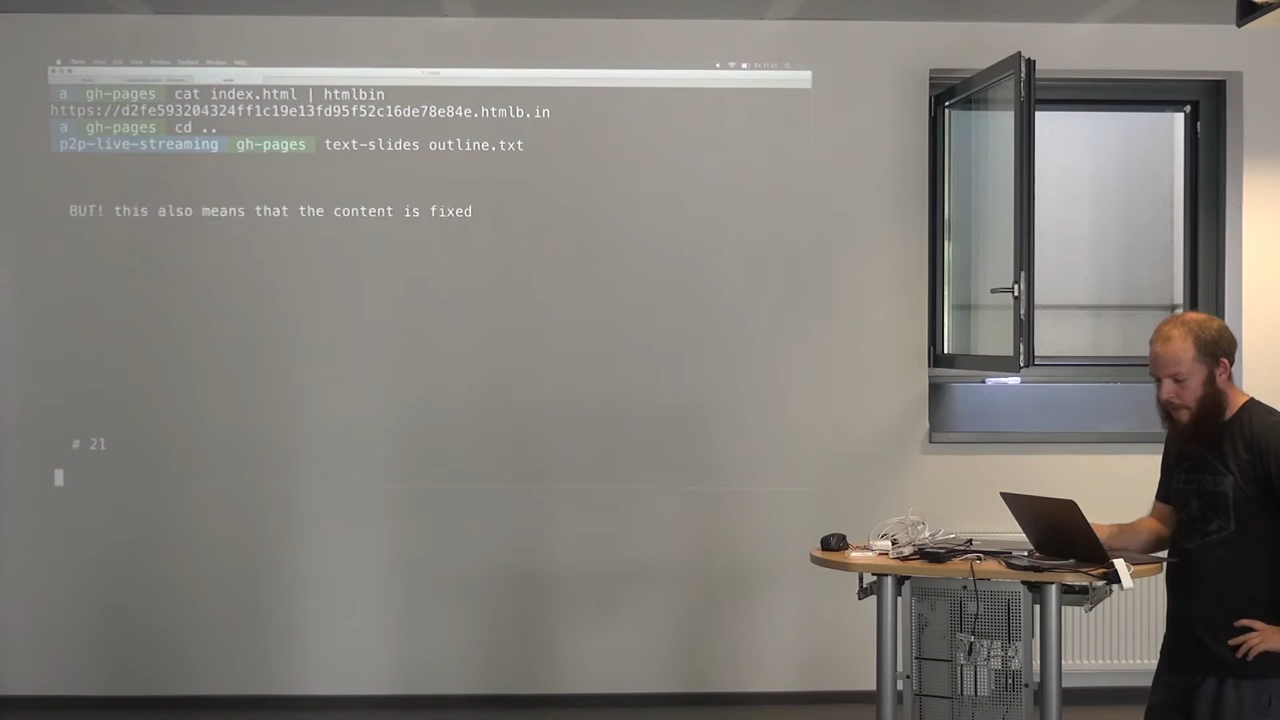 a gh-pages cat index.html | htmlbin
https://d2fe593204324ff1c19e13fd95f52c16de78e84e.htmlb.in
a gh-pages cd ..
p2p-live-streaming gh-pages text-slides outline.txt
BUT! this also means that the content is fixed
# 21